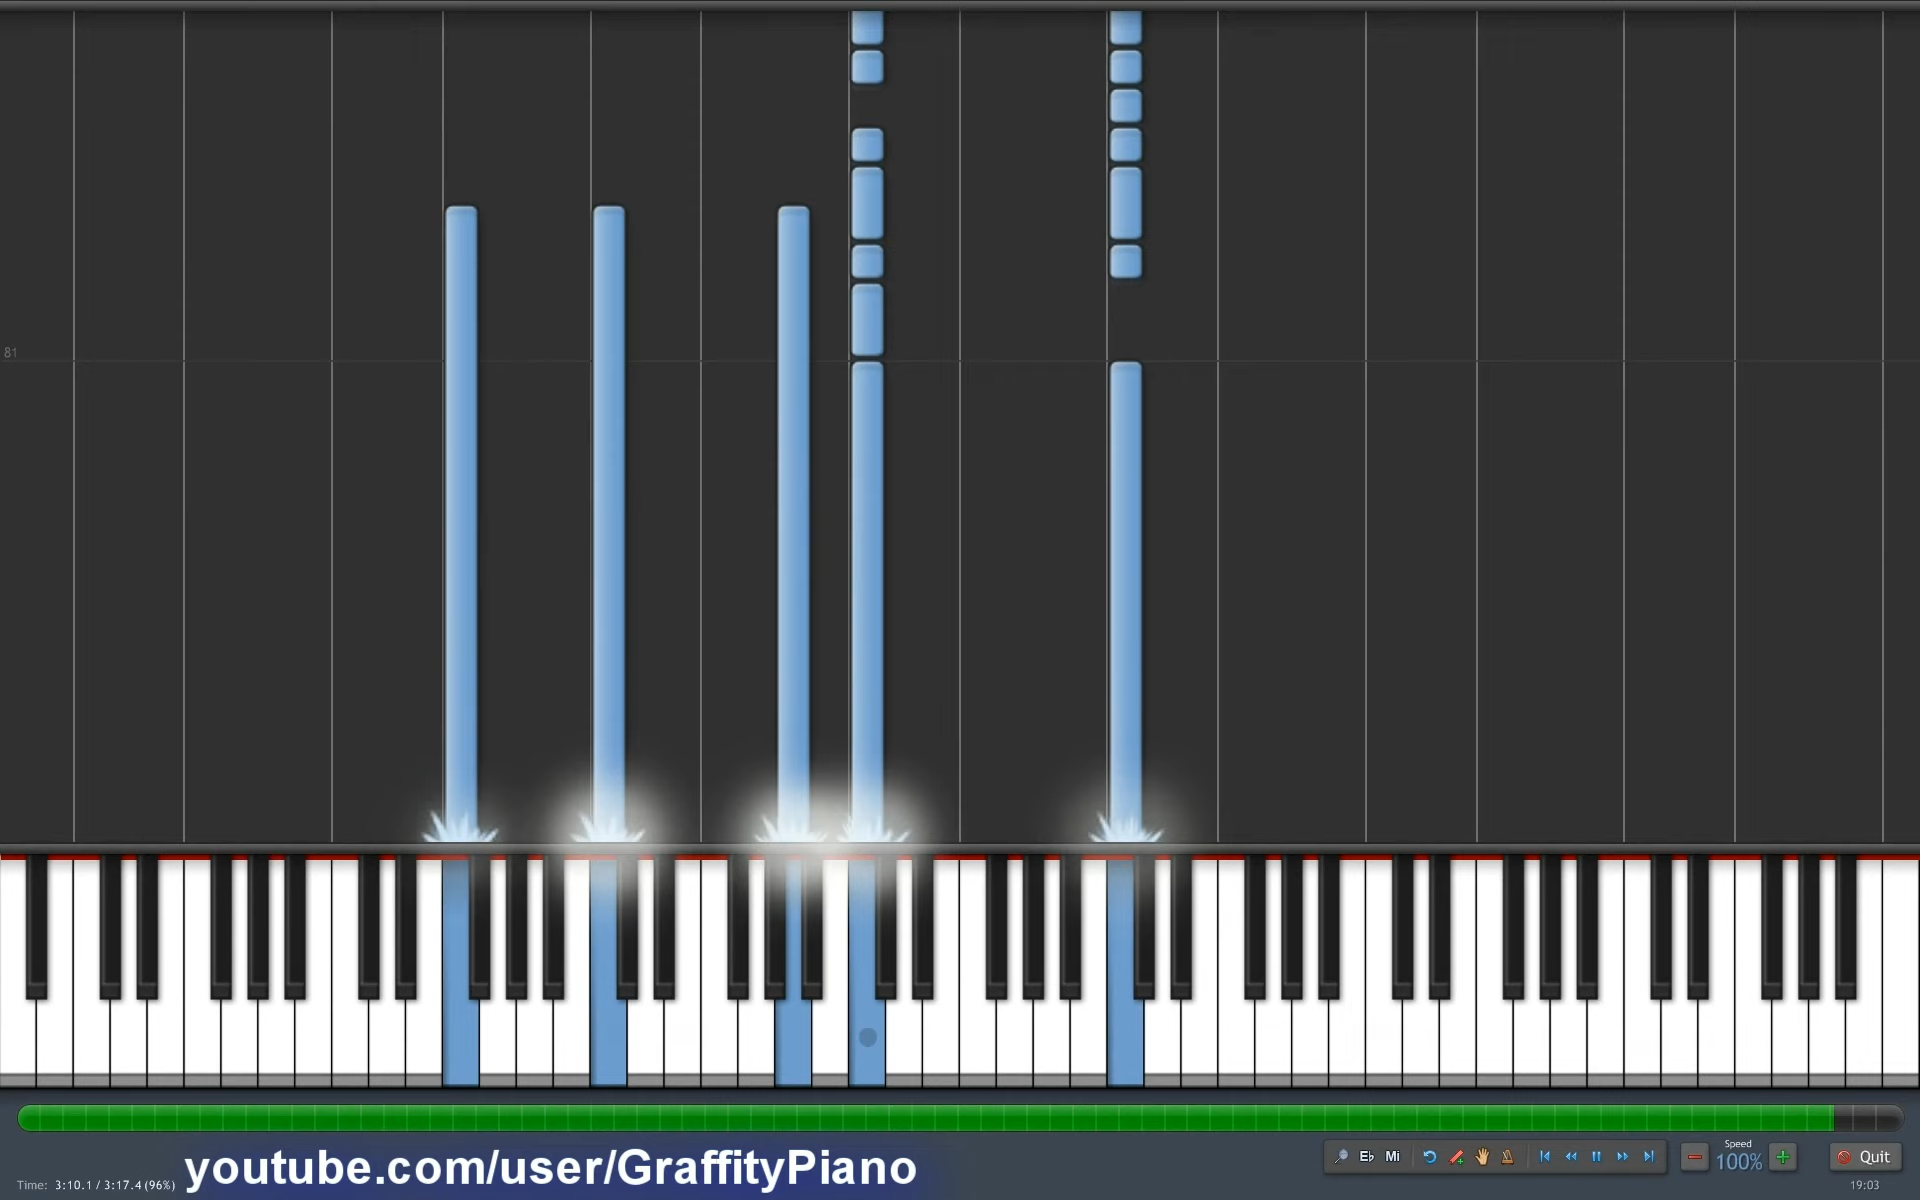 81
Eb Mi
Speed
100%
Quit
youtube.com/user/GraffityPiano
Time: 3:10.1 / 3:17.4 (96%)
19:03